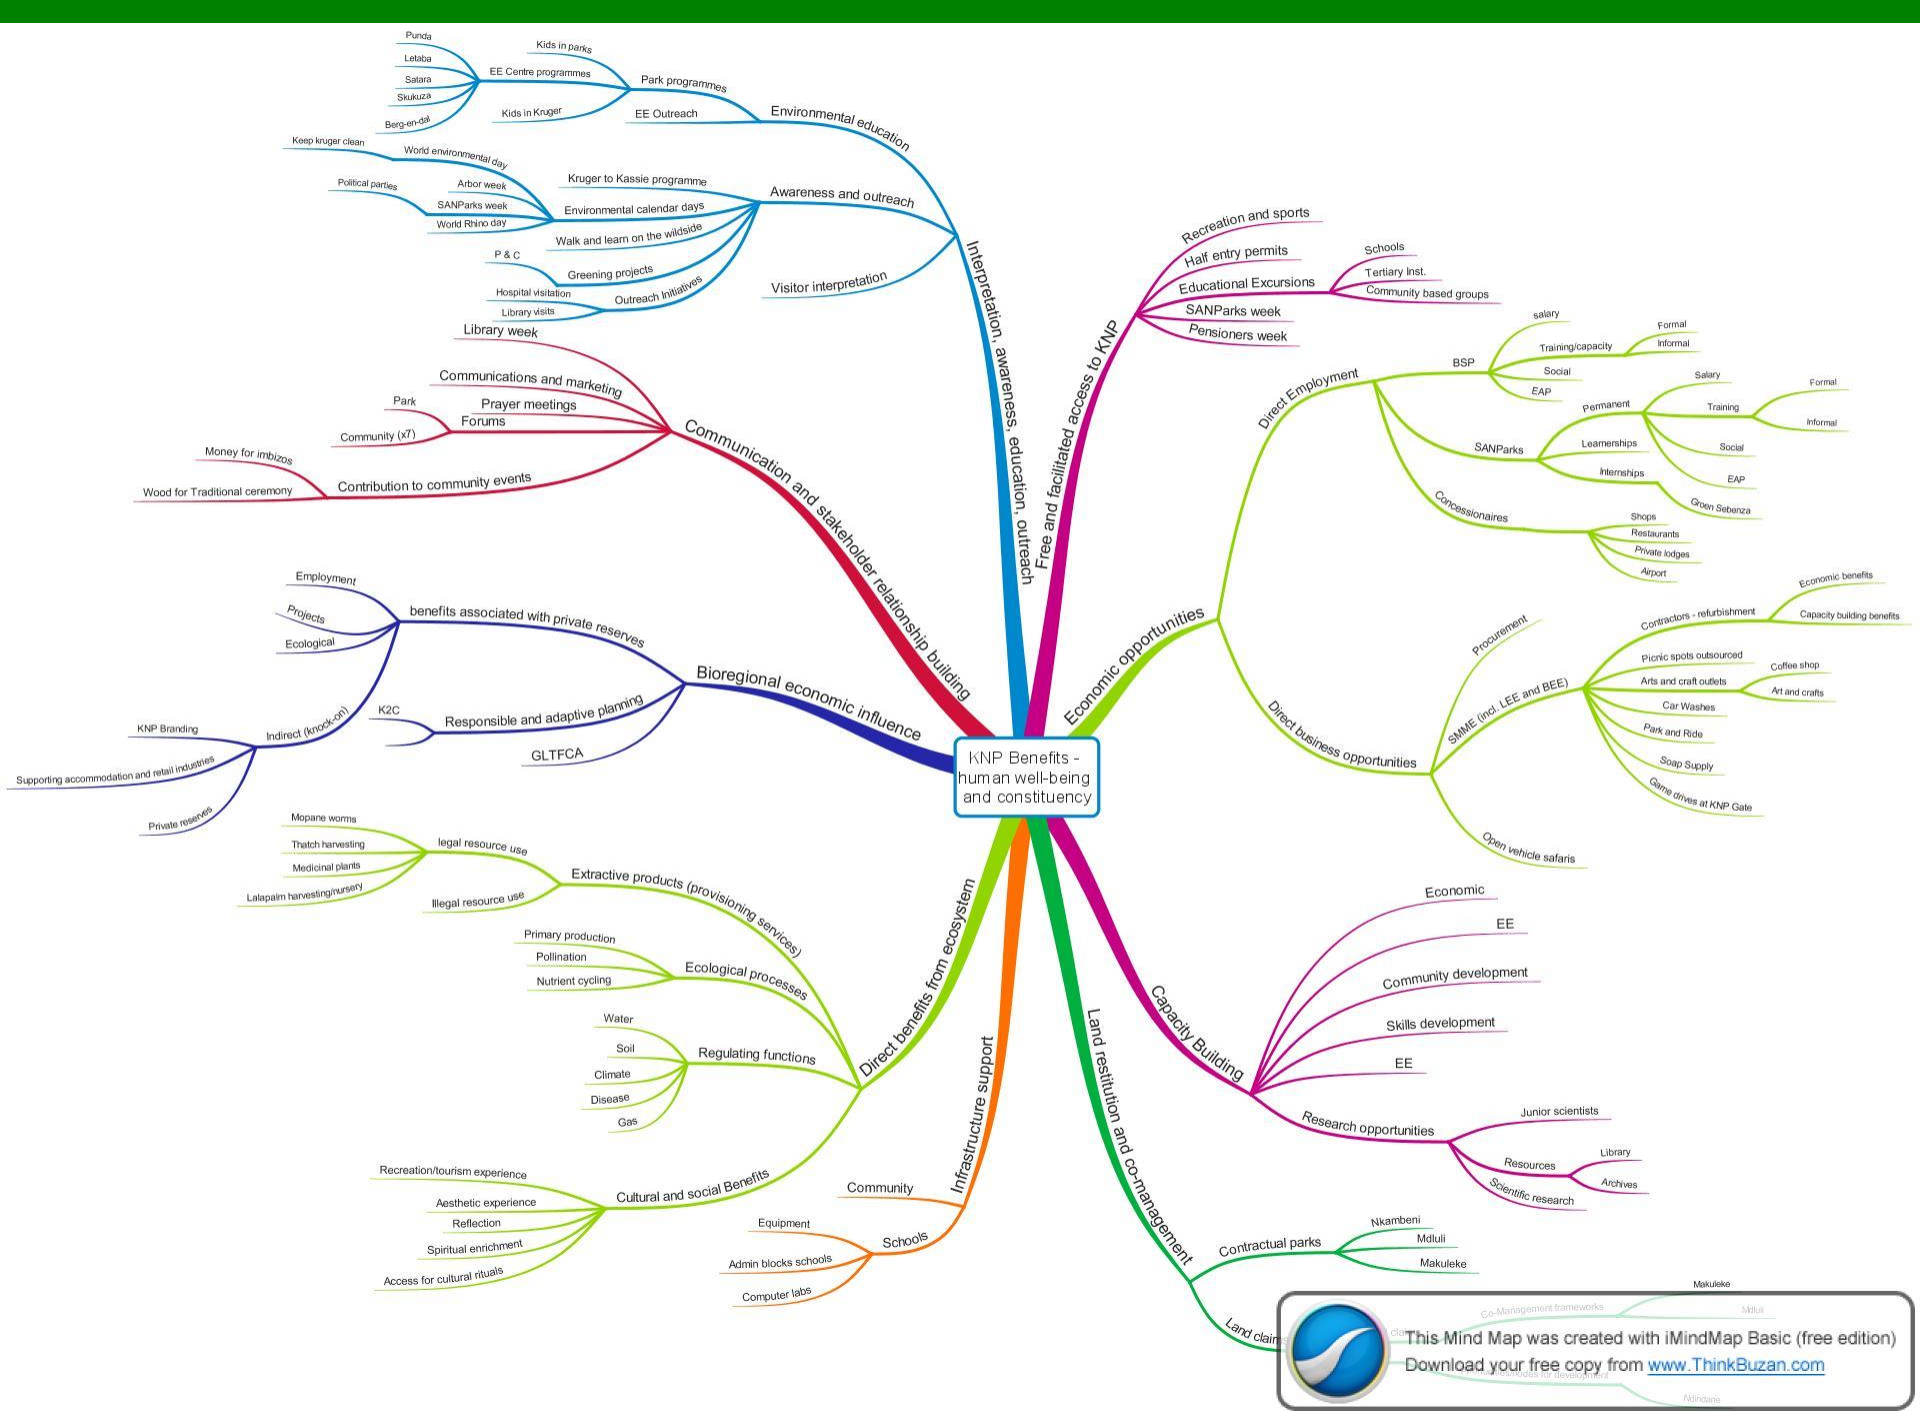 Punda
Letaba
Satara
Skukuza
Berg-en-dal
EE Centre programmes
Kids in parks
Kids in Kruger
Park programmes
EE Outreach
Environmental education
Keep kruger clean
World environmental day
Political parties
Arbor week
SANParks week
World Rhino day
Kruger to Kassie programme
Environmental calendar days
Walk and learn on the wildside
P & C
Greening projects
Hospital visitation
Library visits
Outreach Initiatives
Awareness and outreach
Visitor interpretation
Interpretation, awareness, education, outreach
Library week
Communications and marketing
Prayer meetings
Park
Community (x7)
Forums
Money for imbizos
Wood for Traditional ceremony
Contribution to community events
Communication and stakeholder relationship building
Employment
Projects
Ecological
benefits associated with private reserves
KNP Branding
Supporting accommodation and retail industries
Private reserves
Indirect (knock-on)
K2C
Responsible and adaptive planning
GLTFCA
Bioregional economic influence
KNP Benefits -
human well-being
and constituency
Mopane worms
Thatch harvesting
Medicinal plants
Lalapalm harvesting/nursery
legal resource use
Illegal resource use
Extractive products (provisioning services)
Primary production
Pollination
Nutrient cycling
Ecological processes
Water
Soil
Climate
Disease
Gas
Regulating functions
Recreation/tourism experience
Aesthetic experience
Reflection
Spiritual enrichment
Access for cultural rituals
Cultural and social Benefits
Direct benefits from ecosystem
Community
Equipment
Admin blocks schools
Computer labs
Schools
Infrastructure support
Free and facilitated access to KNP
Recreation and sports
Half entry permits
Educational Excursions
Schools
Tertiary Inst.
Community based groups
SANParks week
Pensioners week
Economic opportunities
Direct Employment
BSP
salary
Training/capacity
Formal
Informal
Social
EAP
SANParks
Permanent
Salary
Training
Formal
Informal
Social
EAP
Learnerships
Internships
Groen Sebenza
Concessionaires
Shops
Restaurants
Private lodges
Airport
Direct business opportunities
Procurement
SMME (incl. LEE and BEE)
Contractors - refurbishment
Economic benefits
Capacity building benefits
Picnic spots outsourced
Arts and craft outlets
Coffee shop
Art and crafts
Car Washes
Park and Ride
Soap Supply
Game drives at KNP Gate
Open vehicle safaris
Capacity Building
Economic
EE
Community development
Skills development
EE
Research opportunities
Junior scientists
Resources
Library
Archives
Scientific research
Land restitution and co-management
Contractual parks
Nkambeni
Mdluli
Makuleke
Land claims
Co-Management frameworks
Makuleke
Mdluli
Ndindane
This Mind Map was created with iMindMap Basic (free edition)
Download your free copy from www.ThinkBuzan.com